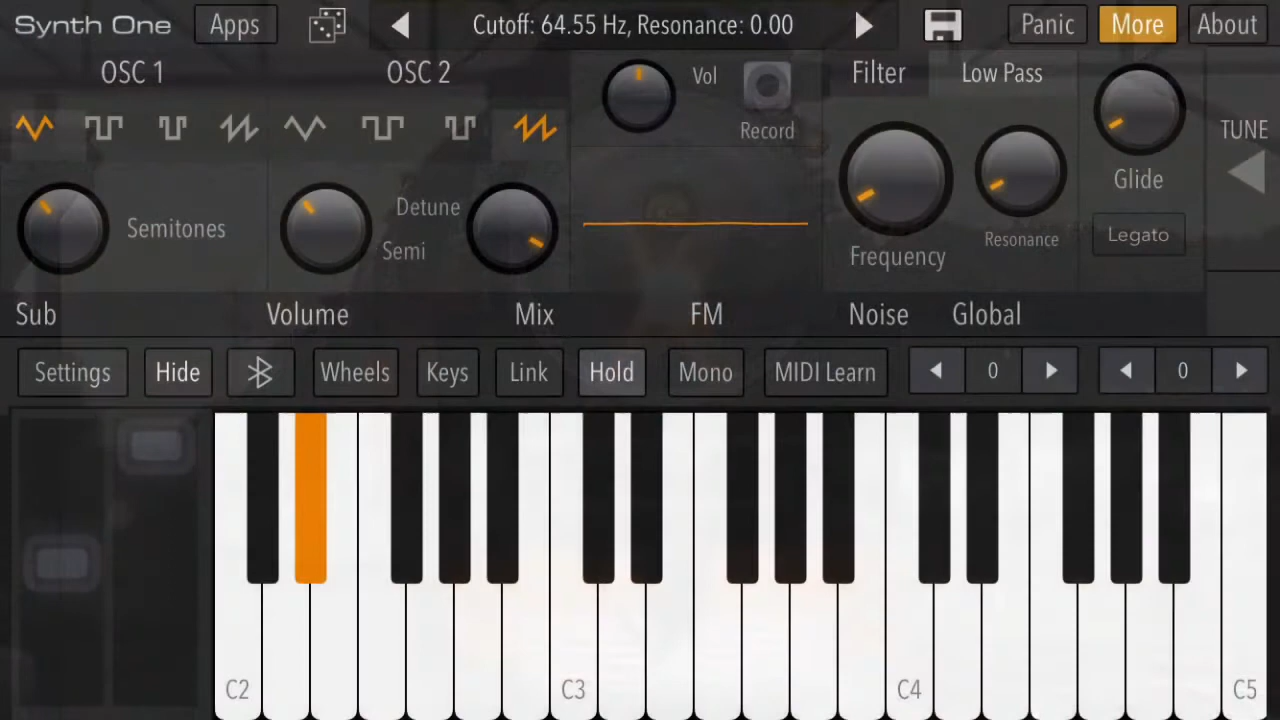 Synth One Apps Cutoff: 64.55 Hz, Resonance: 0.00 Panic More About
OSC 1 OSC 2 Vol Filter Low Pass
Record TUNE
Glide
Detune
Semitones Legato
Resonance
Semi Frequency
Sub Volume Mix FM Noise Global
Settings Hide Wheels Keys Link Hold Mono MIDI Learn 0 0
C2 C3 C4 C5